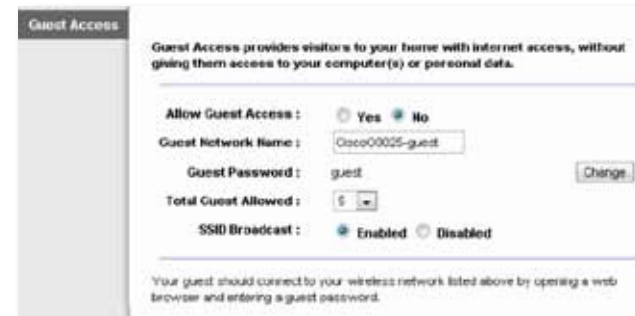 Guest Access
Guest Access provides visitors to your home with internet access, without
giving them access to your computer(s) or personal data.
Allow Guest Access : Yes No
Guest Network Name : Cisco00025-guest
Guest Password : guest Change
Total Guest Allowed : 5
SSID Broadcast : Enabled Disabled
Your guest should connect to your wireless network listed above by opening a web
browser and entering a guest password.